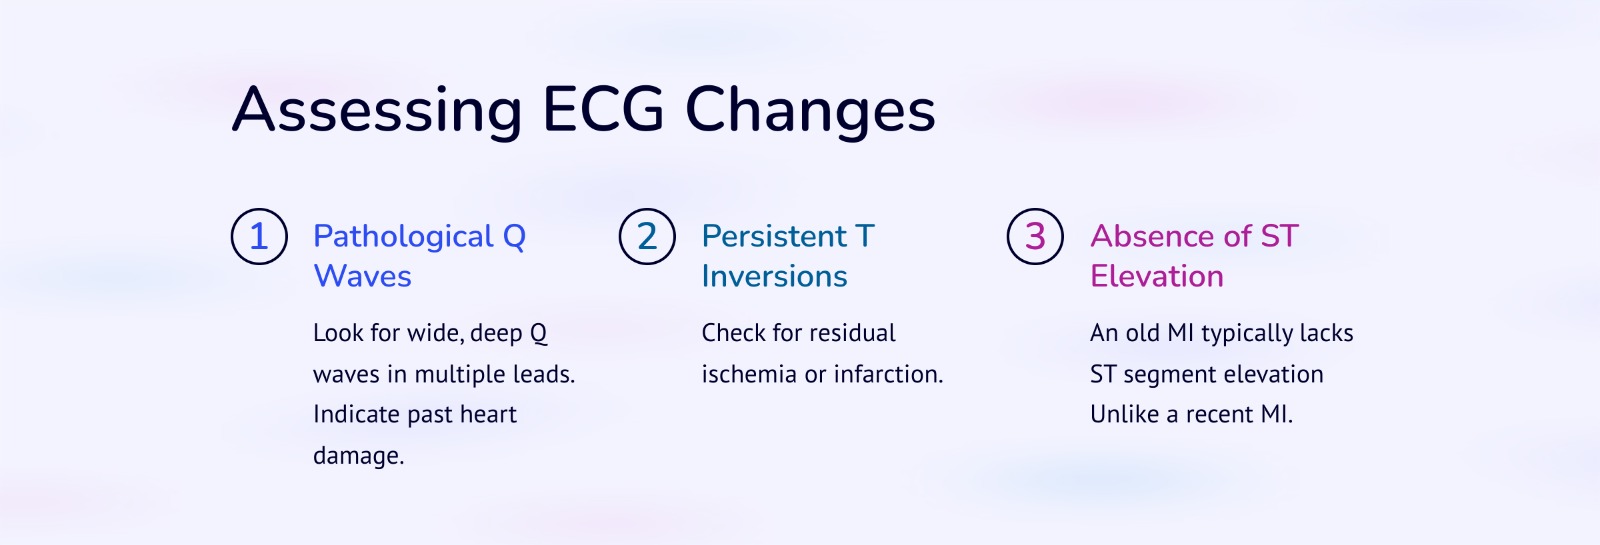 Assessing ECG Changes
1
Pathological Q
Waves
Look for wide, deep Q
waves in multiple leads.
Indicate past heart
damage.
2
Persistent T
Inversions
Check for residual
ischemia or infarction.
3
Absence of ST
Elevation
An old MI typically lacks
ST segment elevation
Unlike a recent MI.